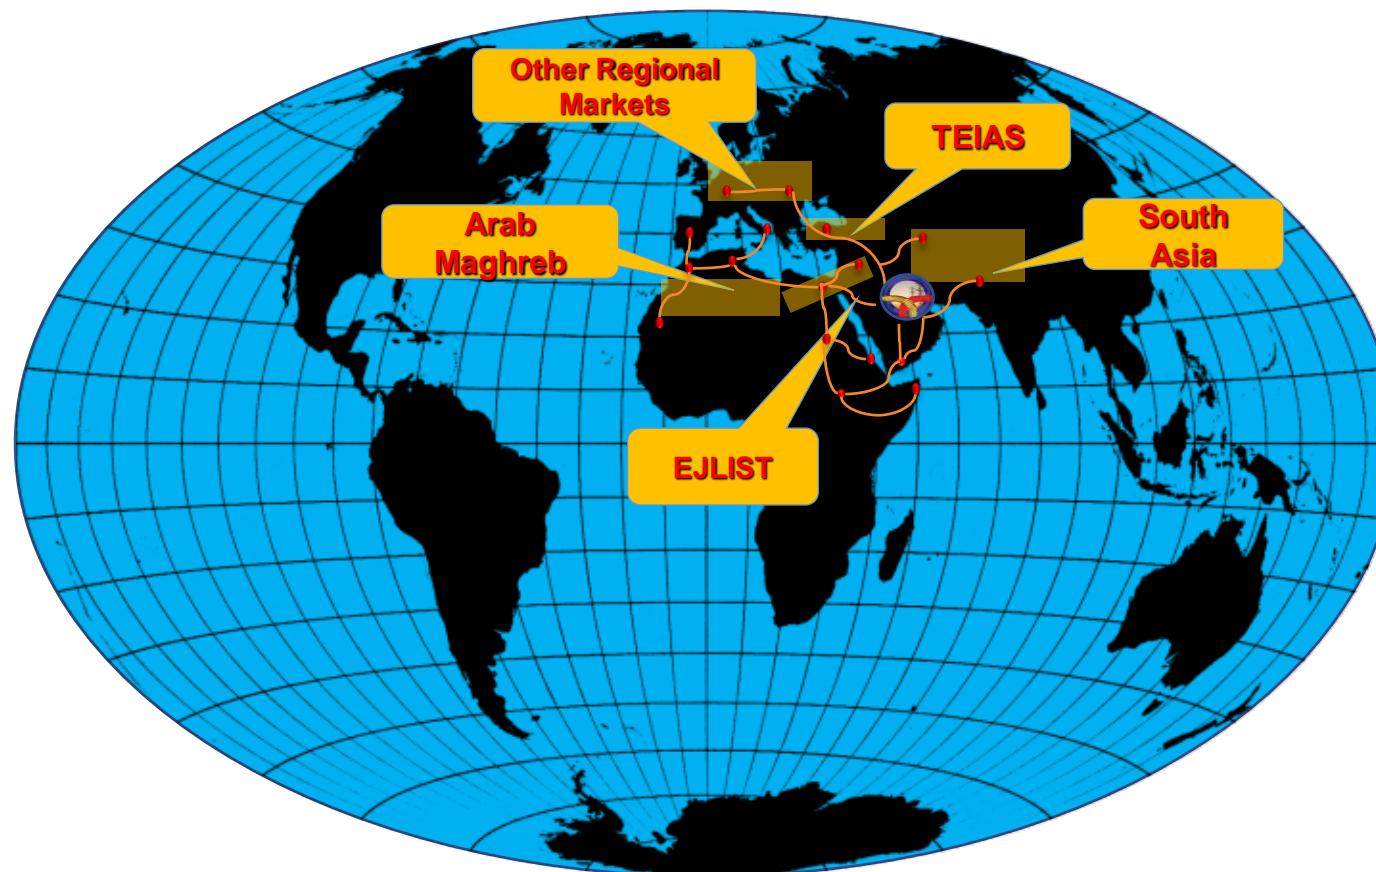 Other Regional
Markets
TEIAS
Arab
Maghreb
South
Asia
EJLIST